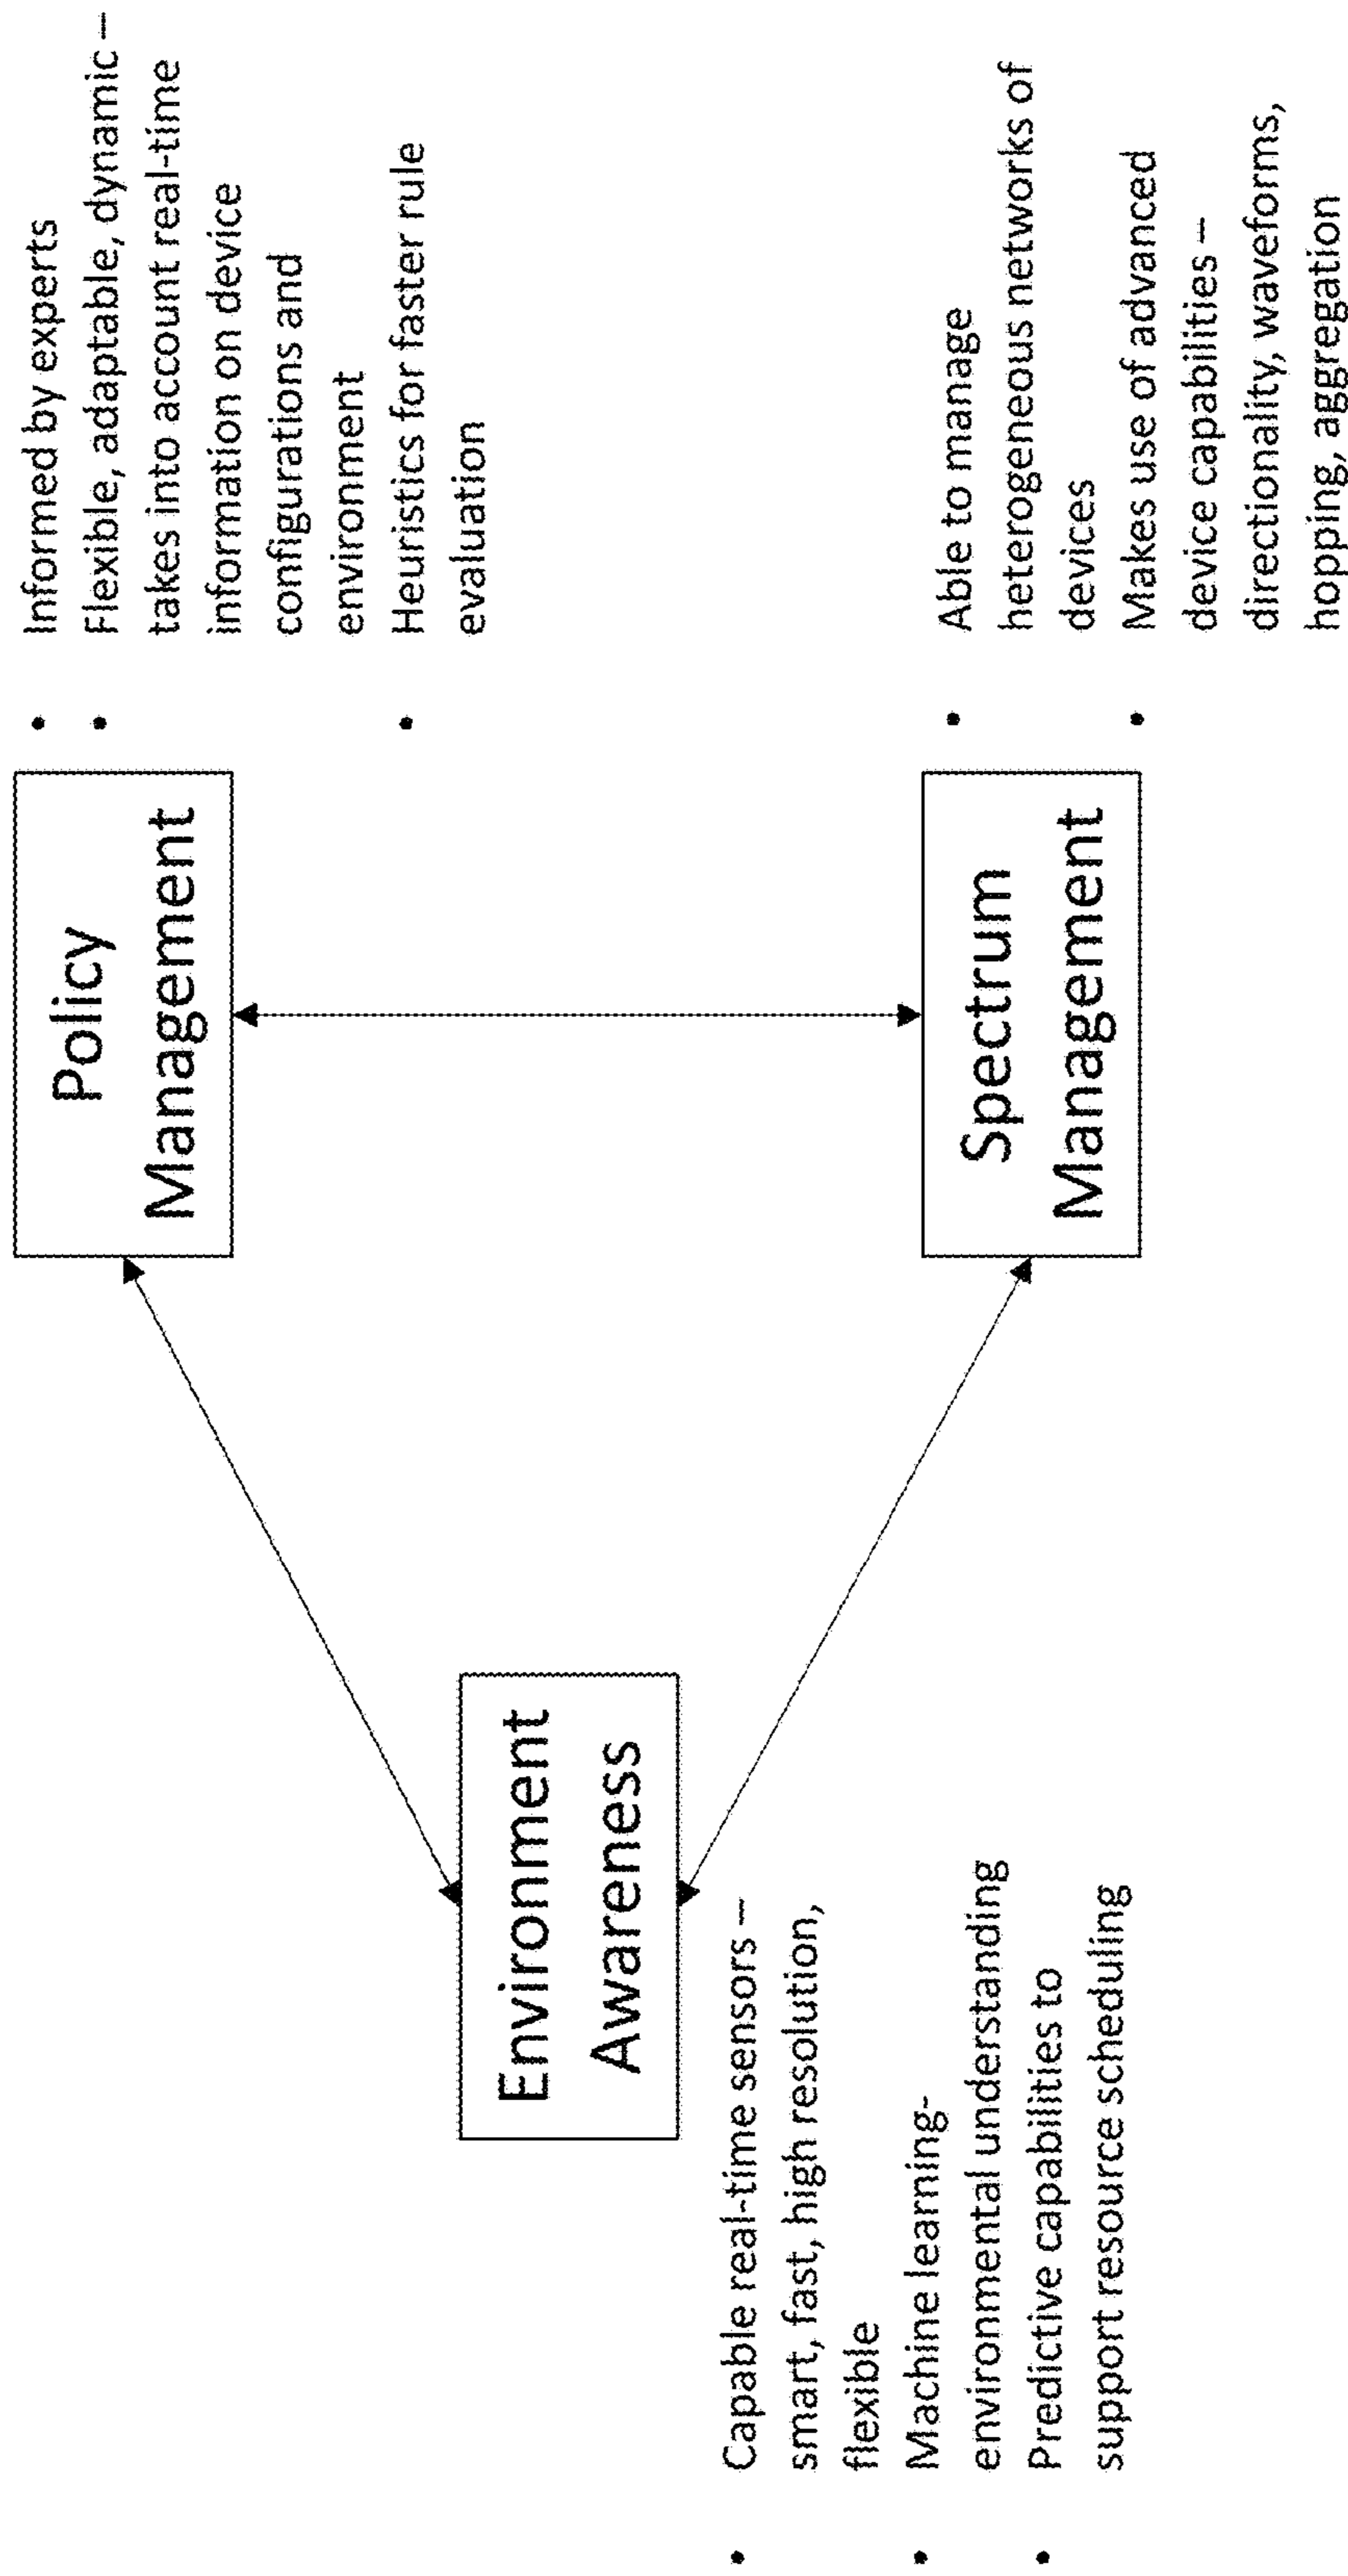 Policy
Management
• Informed by experts
• Flexible, adaptable, dynamic –
takes into account real-time
information on device
configurations and
environment
• Heuristics for faster rule
evaluation
Environment
Awareness
• Capable real-time sensors –
smart, fast, high resolution,
flexible
• Machine learning-
environmental understanding
• Predictive capabilities to
support resource scheduling
Spectrum
Management
• Able to manage
heterogeneous networks of
devices
• Makes use of advanced
device capabilities –
directionality, waveforms,
hopping, aggregation